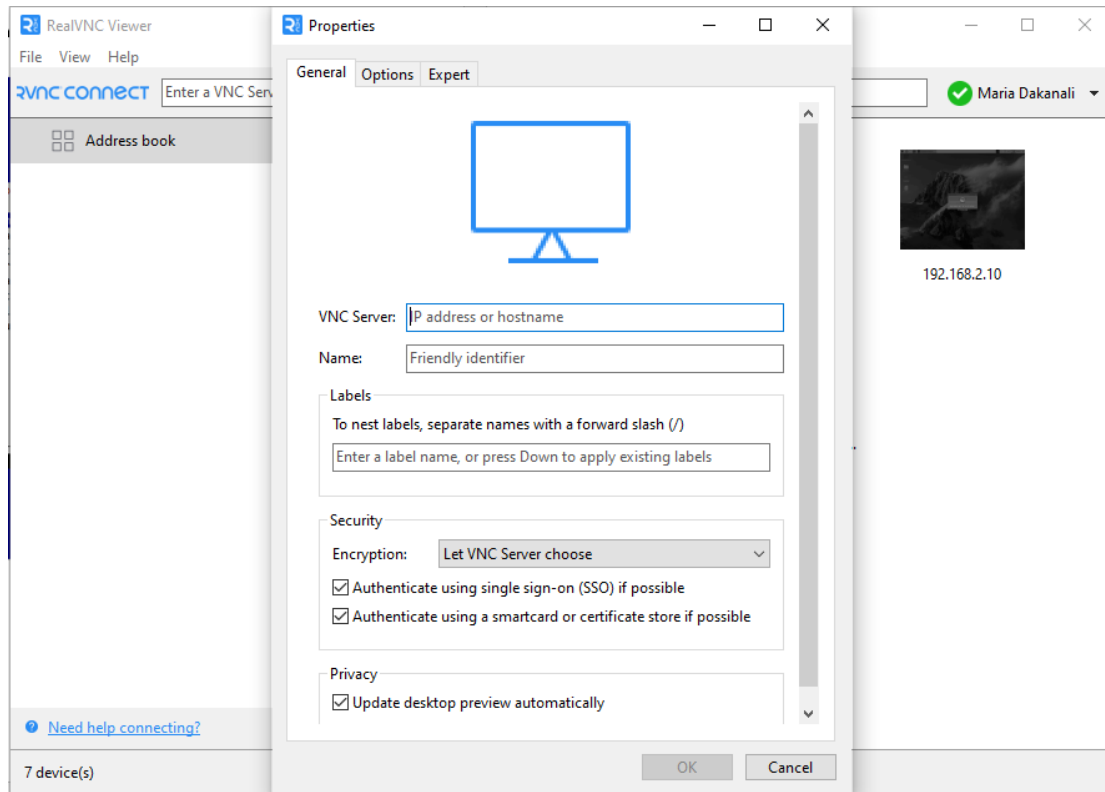 RealVNC Viewer
File View Help
RVNC CONNECT Enter a VNC Serv
Maria Dakanali
Address book
192.168.2.10
Need help connecting?
7 device(s)
Properties
General Options Expert
VNC Server: IP address or hostname
Name: Friendly identifier
Labels
To nest labels, separate names with a forward slash (/)
Enter a label name, or press Down to apply existing labels
Security
Encryption: Let VNC Server choose
Authenticate using single sign-on (SSO) if possible
Authenticate using a smartcard or certificate store if possible
Privacy
Update desktop preview automatically
OK Cancel